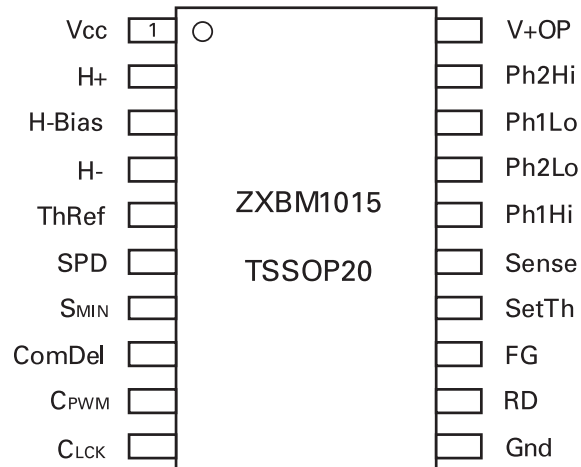 Vcc 1 V+OP
H+ Ph2Hi
H-Bias Ph1Lo
H- Ph2Lo
ThRef Ph1Hi
ZXBM1015
SPD Sense
TSSOP20
SMIN SetTh
ComDel FG
CPWM RD
CLCK Gnd